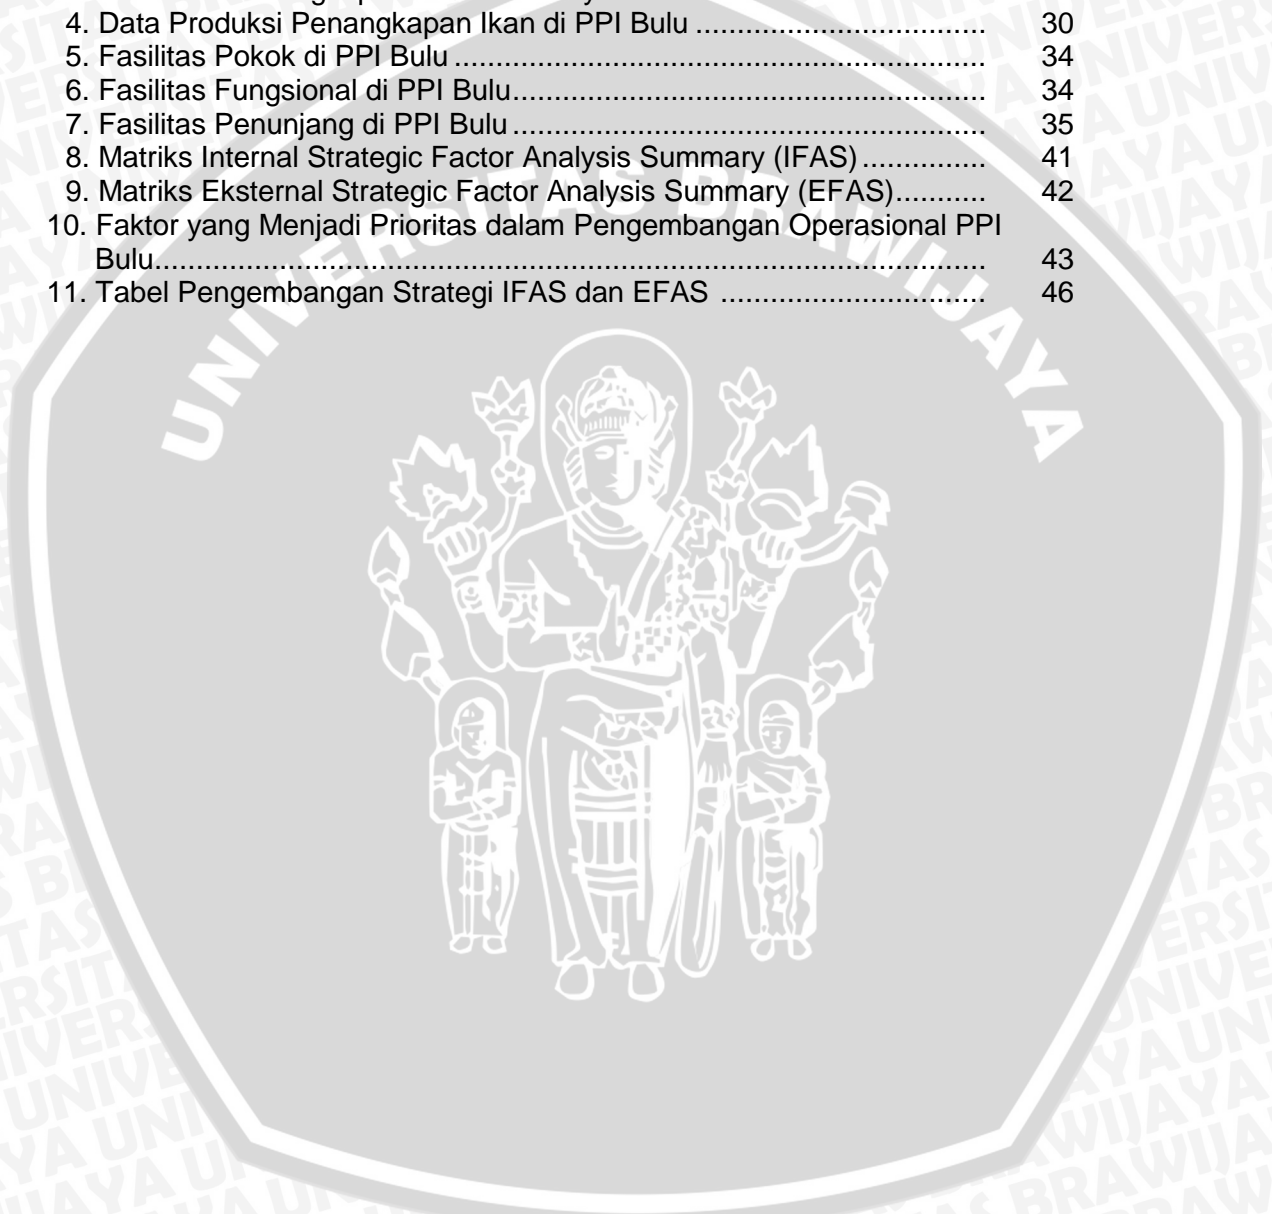 4. Data Produksi Penangkapan Ikan di PPI Bulu ................................. 30
5. Fasilitas Pokok di PPI Bulu ............................................................. 34
6. Fasilitas Fungsional di PPI Bulu...................................................... 34
7. Fasilitas Penunjang di PPI Bulu ...................................................... 35
8. Matriks Internal Strategic Factor Analysis Summary (IFAS) .............. 41
9. Matriks Eksternal Strategic Factor Analysis Summary (EFAS)........... 42
10. Faktor yang Menjadi Prioritas dalam Pengembangan Operasional PPI
Bulu............................................................................................... 43
11. Tabel Pengembangan Strategi IFAS dan EFAS .............................. 46
UNIVERSITAS BRAWIJAYA